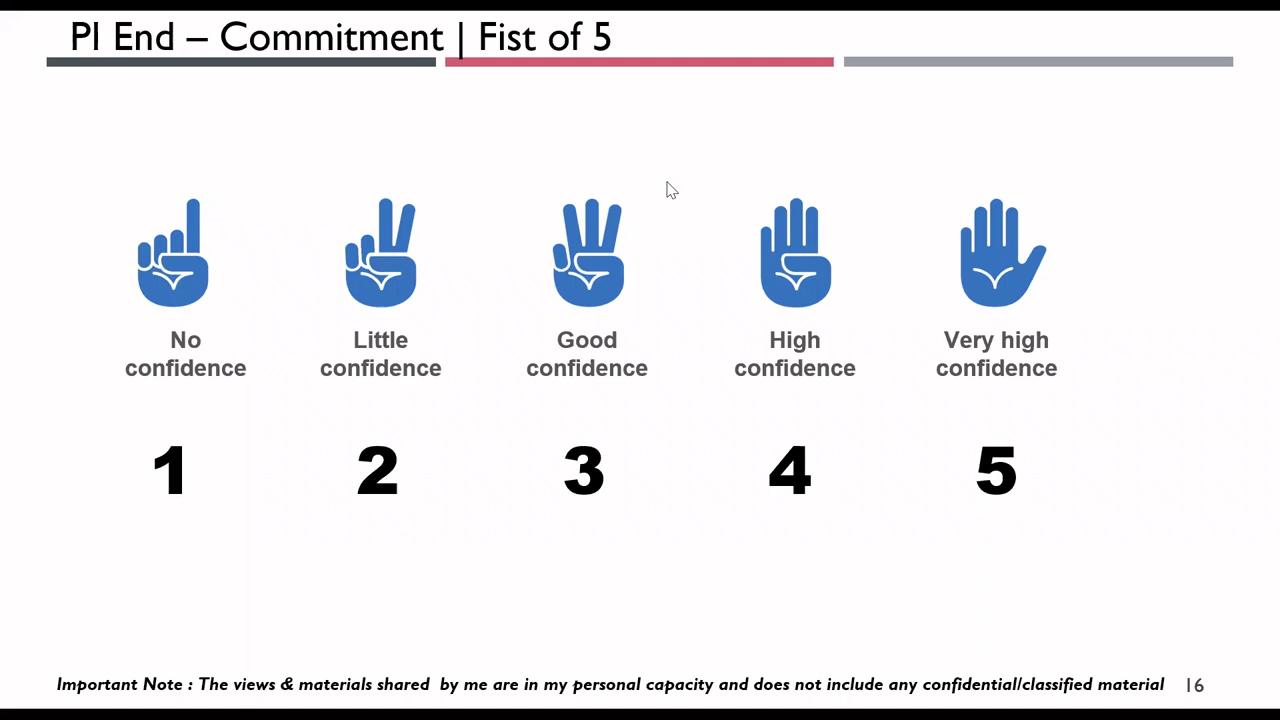 PI End – Commitment | Fist of 5
No confidence
Little confidence
Good confidence
High confidence
Very high confidence
1 2 3 4 5
Important Note : The views & materials shared by me are in my personal capacity and does not include any confidential/classified material 16